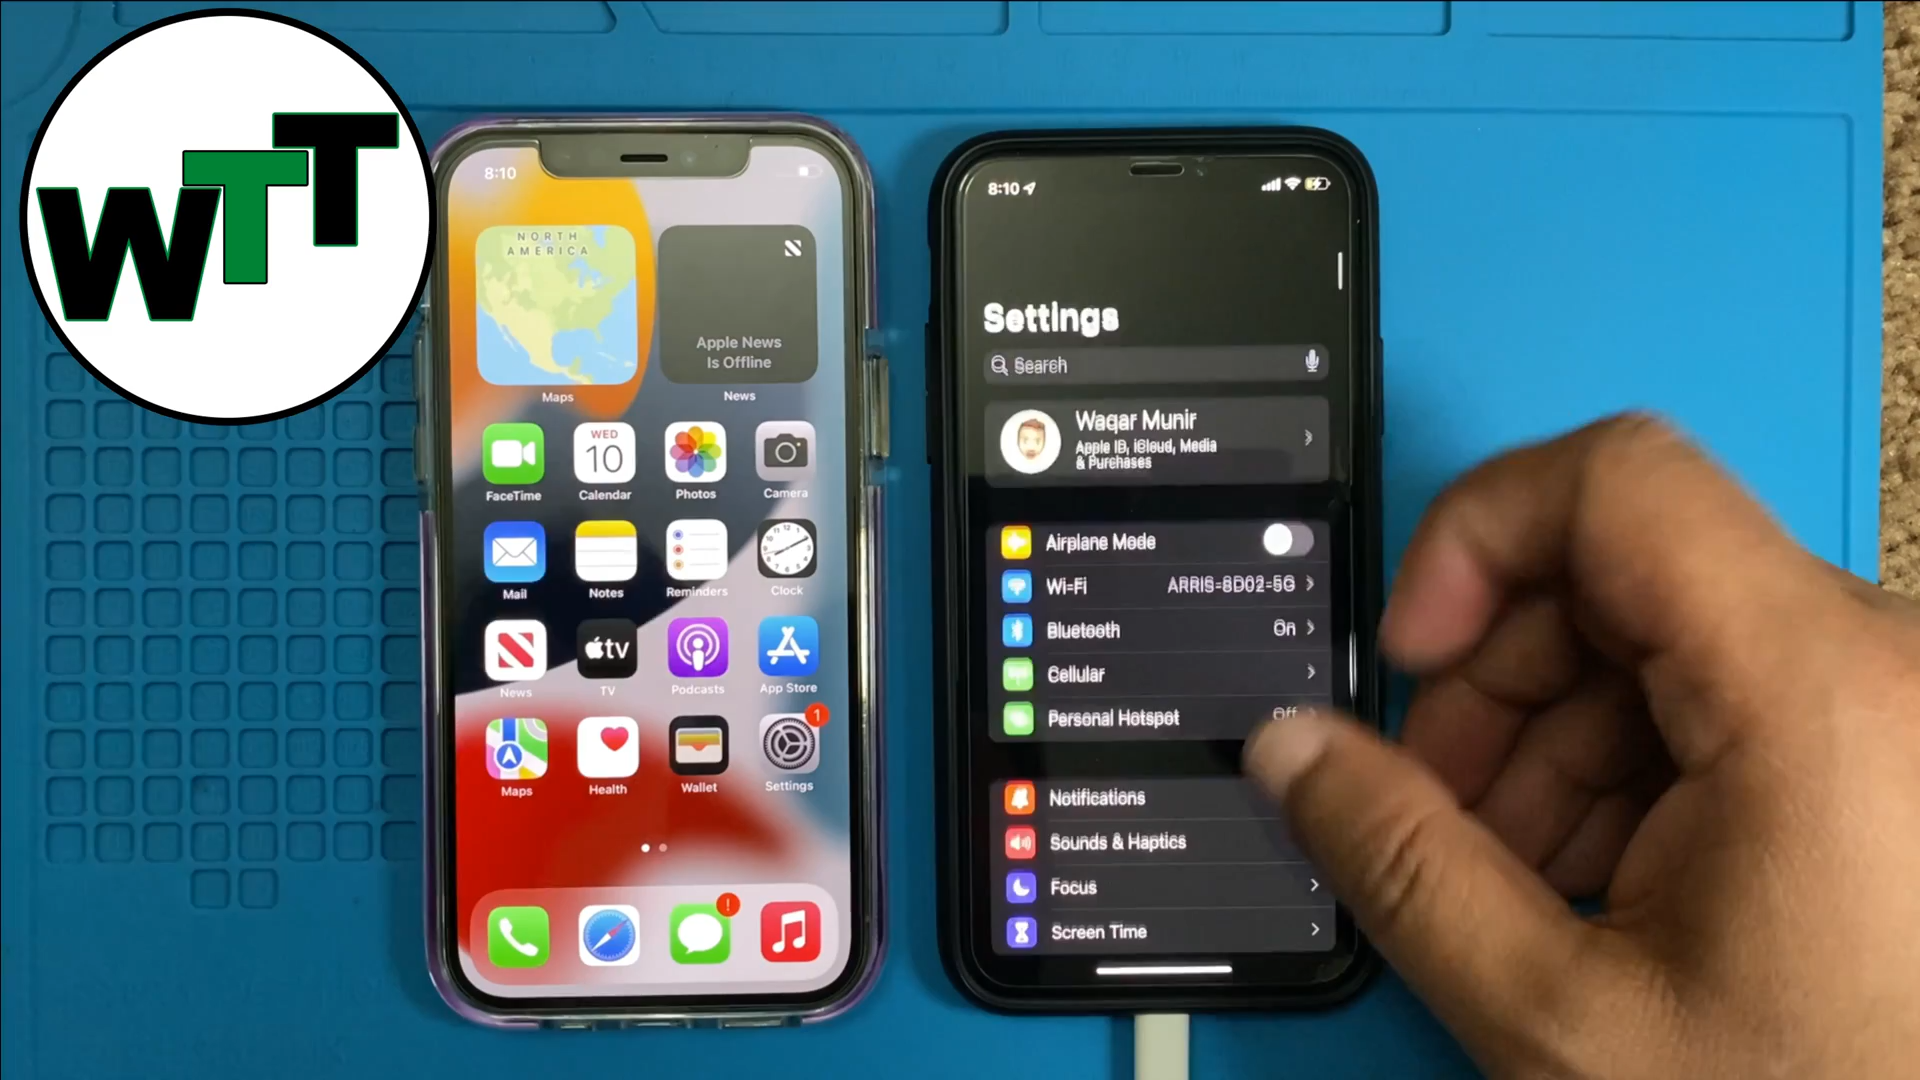 WTT
8:10
NORTH
AMERICA
Apple News
Is Offline
Maps
News
FaceTime
WED
10
Calendar
Photos
Camera
Mail
Notes
Reminders
Clock
News
tv
TV
Podcasts
App Store
Maps
Health
Wallet
1
Settings
!
8:10
Settings
Search
Waqar Munir
Apple ID, iCloud, Media
& Purchases
Airplane Mode
Wi-Fi ARRIS-8D02-5G
Bluetooth On
Cellular
Personal Hotspot Off
Notifications
Sounds & Haptics
Focus
Screen Time